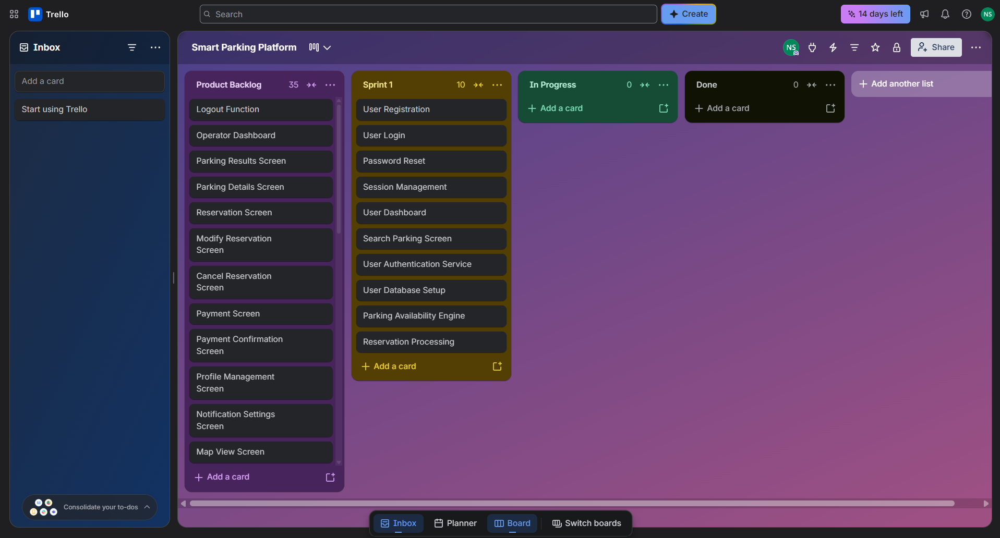 Trello
Search
Create
14 days left
NS
Inbox
Add a card
Start using Trello
Consolidate your to-dos
Smart Parking Platform
NS
Share
Product Backlog 35
Logout Function
Operator Dashboard
Parking Results Screen
Parking Details Screen
Reservation Screen
Modify Reservation
Screen
Cancel Reservation
Screen
Payment Screen
Payment Confirmation
Screen
Profile Management
Screen
Notification Settings
Screen
Map View Screen
Add a card
Sprint 1 10
User Registration
User Login
Password Reset
Session Management
User Dashboard
Search Parking Screen
User Authentication Service
User Database Setup
Parking Availability Engine
Reservation Processing
Add a card
In Progress 0
Add a card
Done 0
Add a card
Add another list
Inbox
Planner
Board
Switch boards